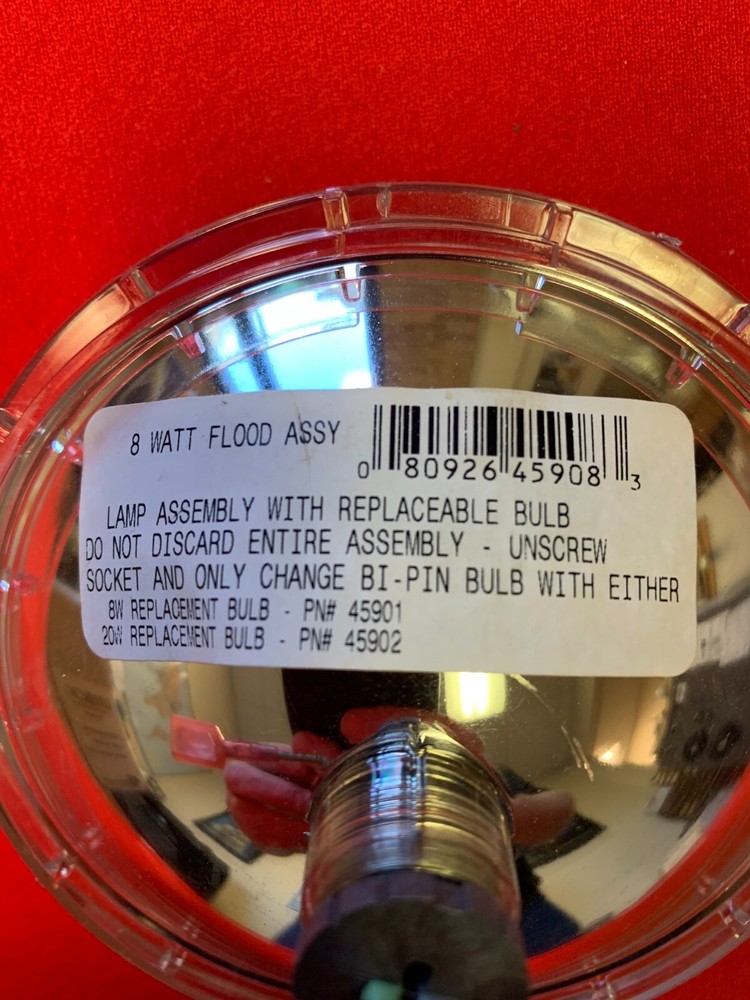 8 WATT FLOOD ASSY
0 80926 45908 3
LAMP ASSEMBLY WITH REPLACEABLE BULB
DO NOT DISCARD ENTIRE ASSEMBLY - UNSCREW
SOCKET AND ONLY CHANGE BI-PIN BULB WITH EITHER
8W REPLACEMENT BULB - PN# 45901
20W REPLACEMENT BULB - PN# 45902